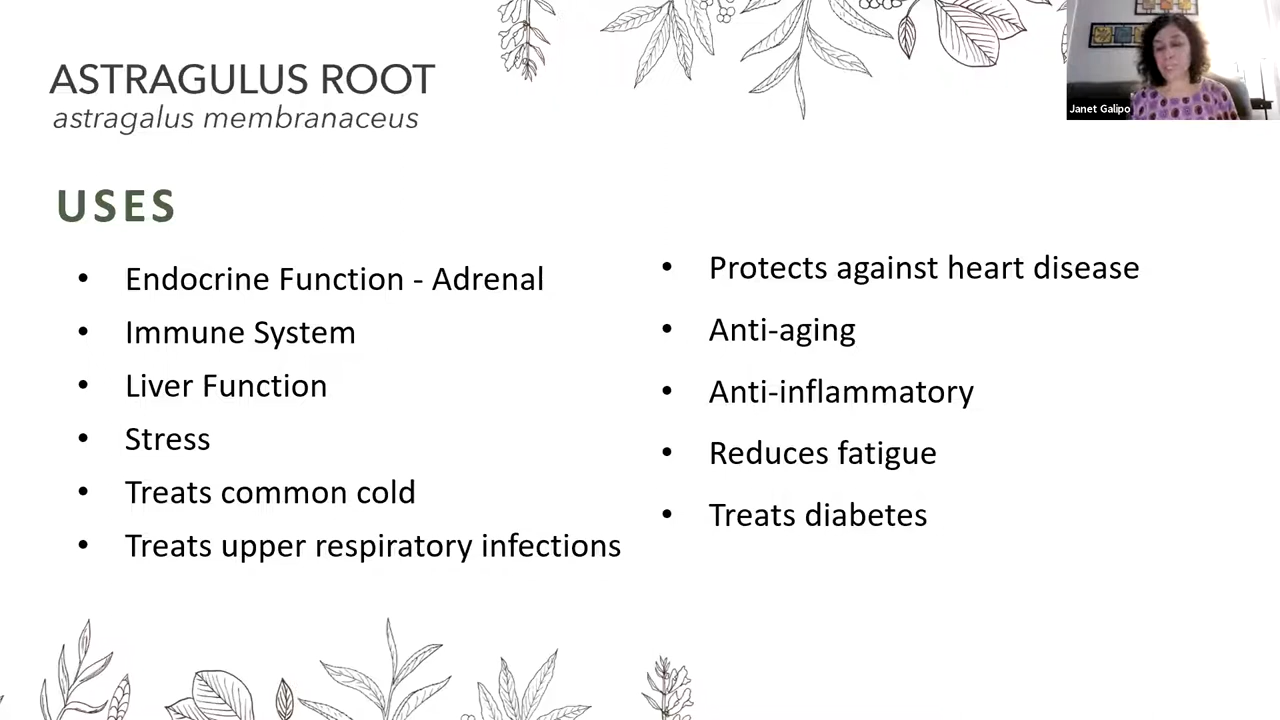 ASTRAGULUS ROOT
astragalus membranaceus
Janet Galipo
USES
• Endocrine Function - Adrenal
• Immune System
• Liver Function
• Stress
• Treats common cold
• Treats upper respiratory infections
• Protects against heart disease
• Anti-aging
• Anti-inflammatory
• Reduces fatigue
• Treats diabetes